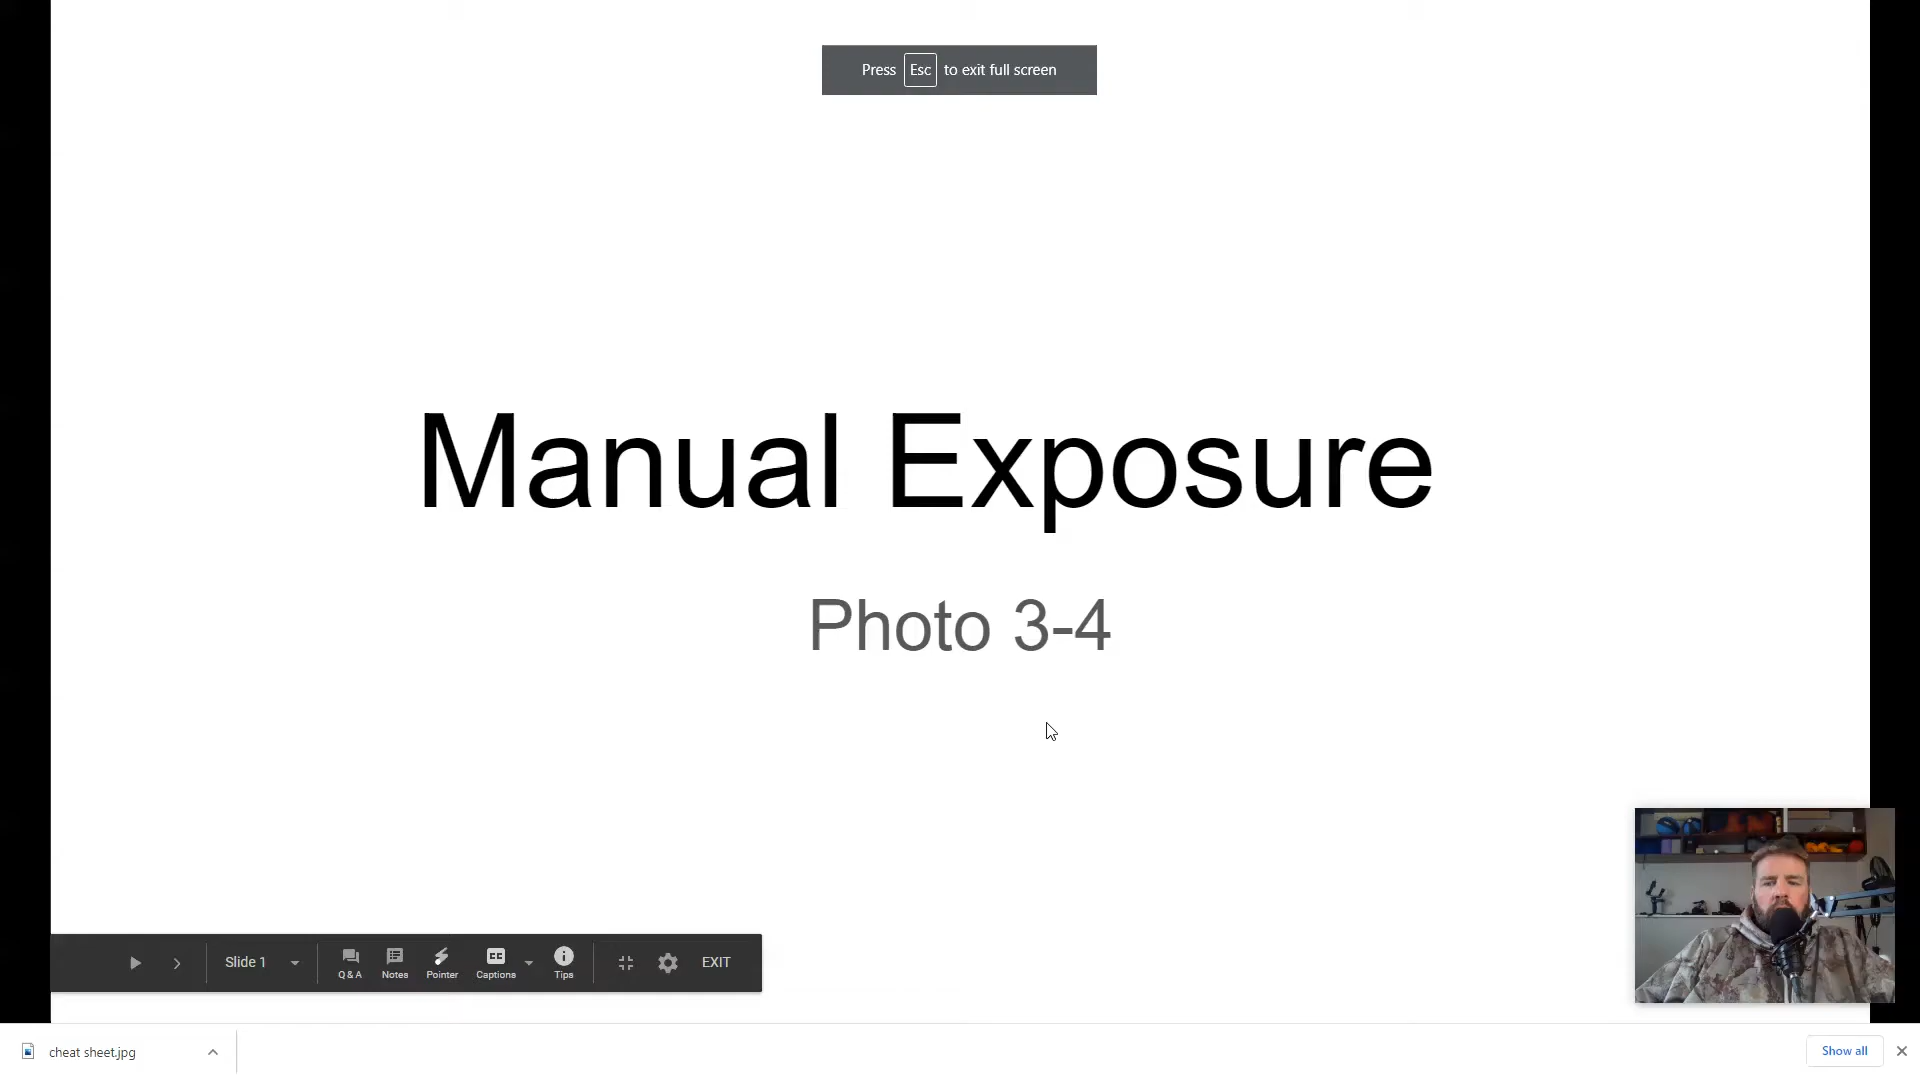 Press Esc to exit full screen
Manual Exposure
Photo 3-4
Slide 1
Q & A
Notes
Pointer
CC
Captions
Tips
EXIT
cheat sheet.jpg
Show all